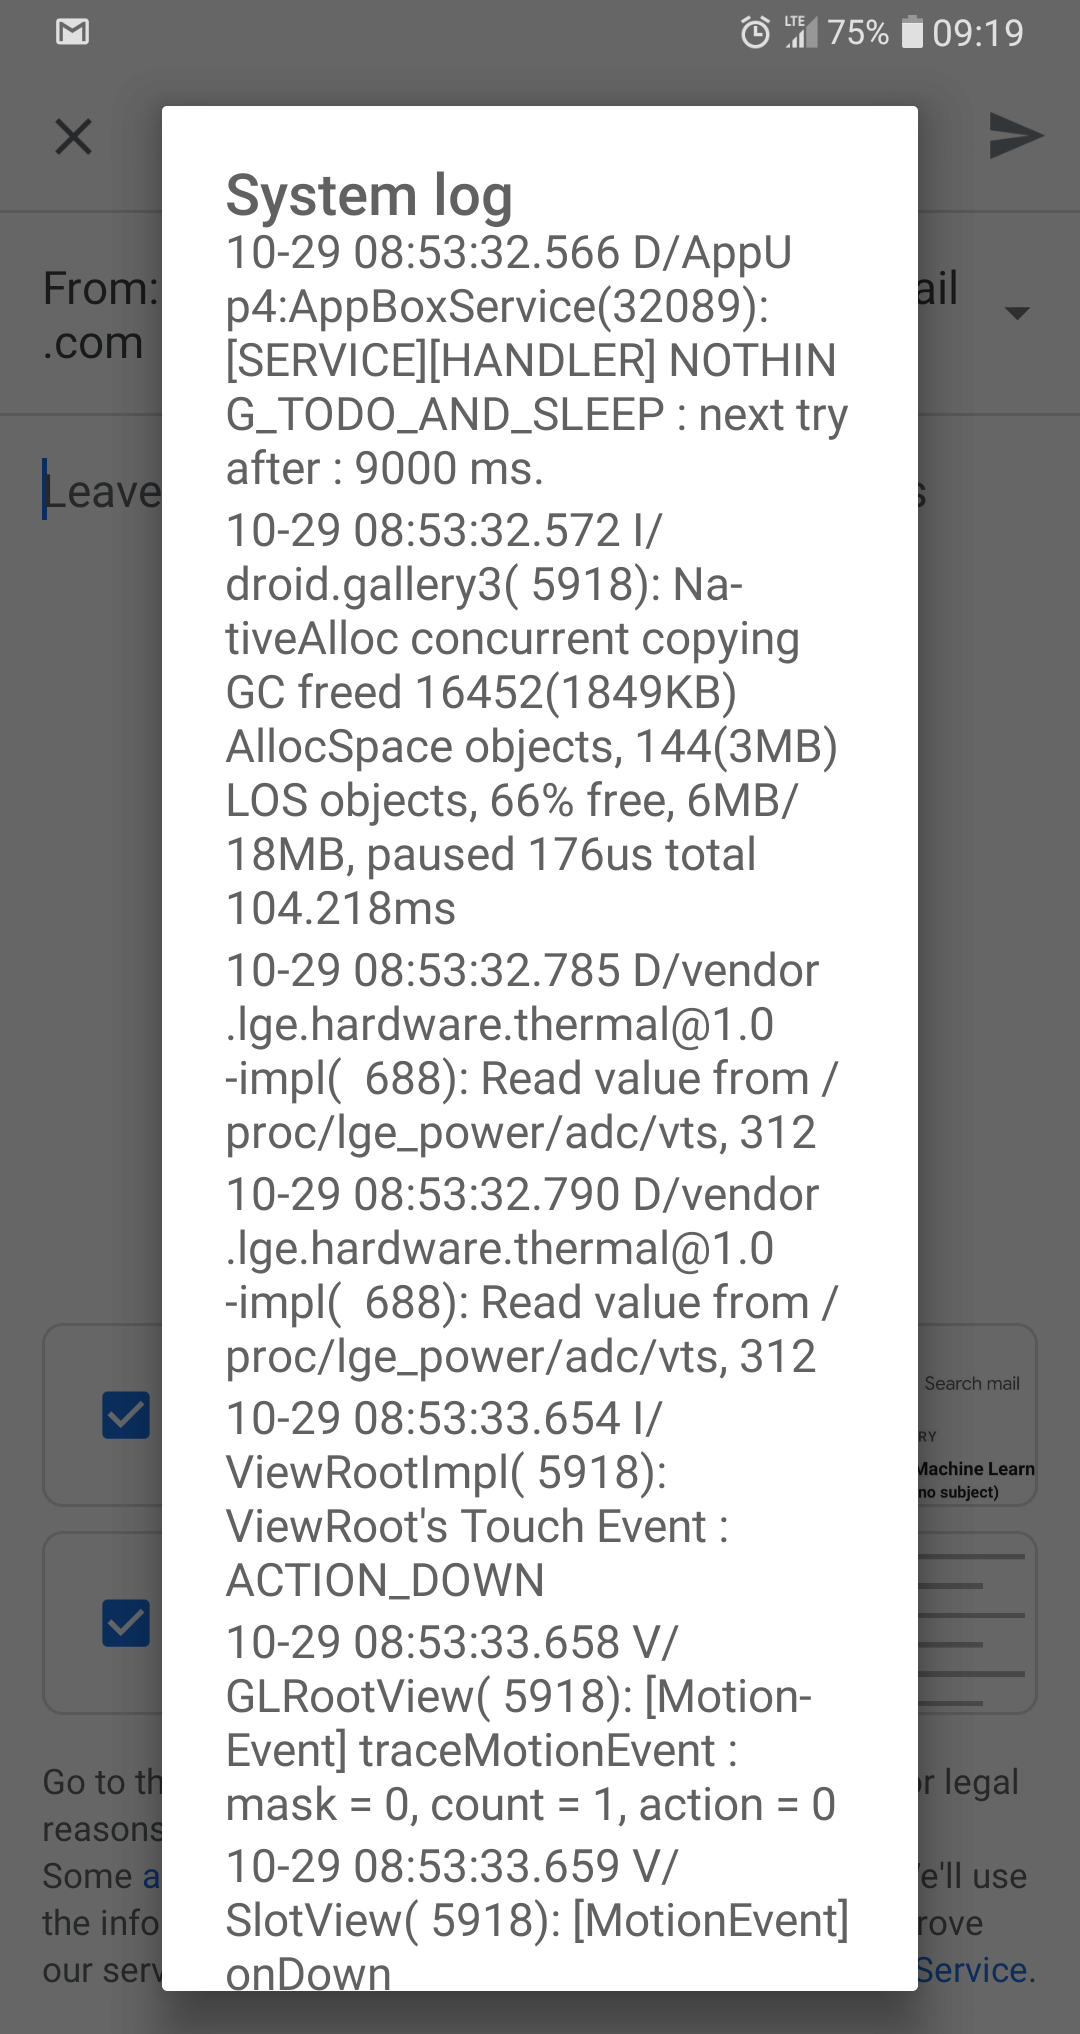 LTE 75% 09:19
System log
10-29 08:53:32.566 D/AppU
p4:AppBoxService(32089):
[SERVICE][HANDLER] NOTHIN
G_TODO_AND_SLEEP : next try
after : 9000 ms.
10-29 08:53:32.572 I/
droid.gallery3( 5918): Na-
tiveAlloc concurrent copying
GC freed 16452(1849KB)
AllocSpace objects, 144(3MB)
LOS objects, 66% free, 6MB/
18MB, paused 176us total
104.218ms
10-29 08:53:32.785 D/vendor
.lge.hardware.thermal@1.0
-impl(  688): Read value from /
proc/lge_power/adc/vts, 312
10-29 08:53:32.790 D/vendor
.lge.hardware.thermal@1.0
-impl(  688): Read value from /
proc/lge_power/adc/vts, 312
10-29 08:53:33.654 I/
ViewRootImpl( 5918):
ViewRoot's Touch Event :
ACTION_DOWN
10-29 08:53:33.658 V/
GLRootView( 5918): [Motion-
Event] traceMotionEvent :
mask = 0, count = 1, action = 0
10-29 08:53:33.659 V/
SlotView( 5918): [MotionEvent]
onDown
From: ail
.com
Leave
Search mail
RY
Machine Learn
no subject)
Go to th r legal
reasons
Some a e'll use
the info rove
our serv Service.